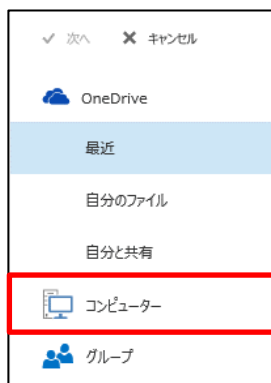 次へ キャンセル
OneDrive
最近
自分のファイル
自分と共有
コンピューター
グループ